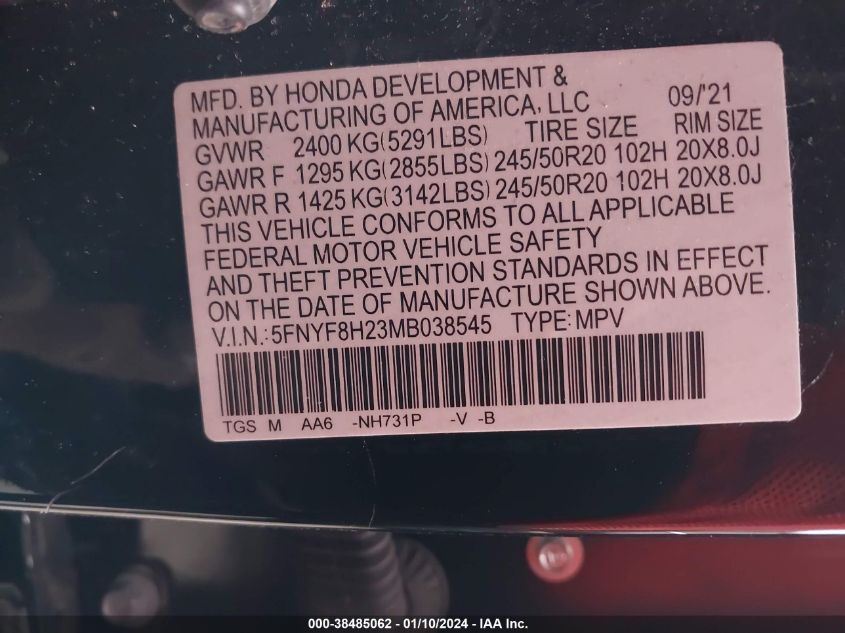 MFD. BY HONDA DEVELOPMENT &
MANUFACTURING OF AMERICA, LLC 09/'21
GVWR 2400 KG(5291LBS) TIRE SIZE RIM SIZE
GAWR F 1295 KG(2855LBS) 245/50R20 102H 20X8.0J
GAWR R 1425 KG(3142LBS) 245/50R20 102H 20X8.0J
THIS VEHICLE CONFORMS TO ALL APPLICABLE
FEDERAL MOTOR VEHICLE SAFETY
AND THEFT PREVENTION STANDARDS IN EFFECT
ON THE DATE OF MANUFACTURE SHOWN ABOVE.
V.I.N.:5FNYF8H23MB038545 TYPE:MPV
TGS M AA6 -NH731P -V -B
000-38485062 - 01/10/2024 - IAA Inc.